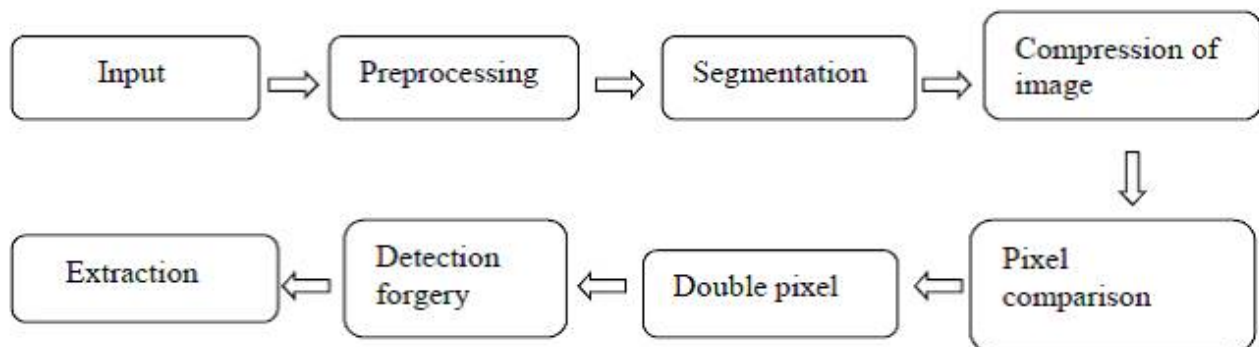 Input
Preprocessing
Segmentation
Compression of
image
Pixel
comparison
Double pixel
Detection
forgery
Extraction